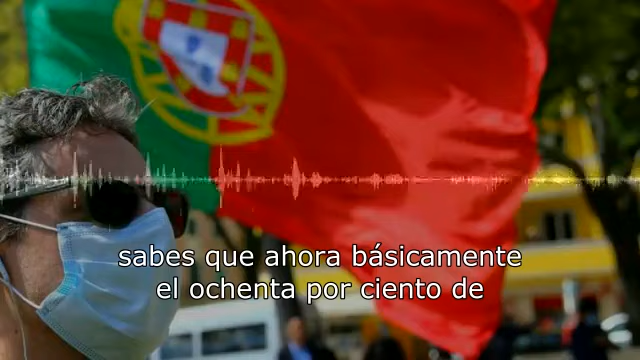 sabes que ahora básicamente
el ochenta por ciento de